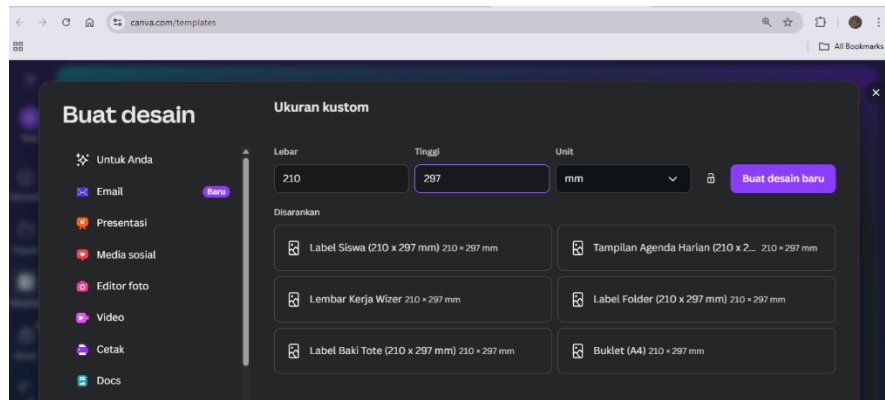 canva.com/templates
All Bookmarks
Buat desain
Untuk Anda
Email Baru
Presentasi
Media sosial
Editor foto
Video
Cetak
Docs
Ukuran kustom
Lebar Tinggi Unit
210 297 mm Buat desain baru
Disarankan
Label Siswa (210 x 297 mm) 210 × 297 mm
Tampilan Agenda Harian (210 x 2... 210 × 297 mm
Lembar Kerja Wizer 210 × 297 mm
Label Folder (210 x 297 mm) 210 × 297 mm
Label Baki Tote (210 x 297 mm) 210 × 297 mm
Buklet (A4) 210 × 297 mm